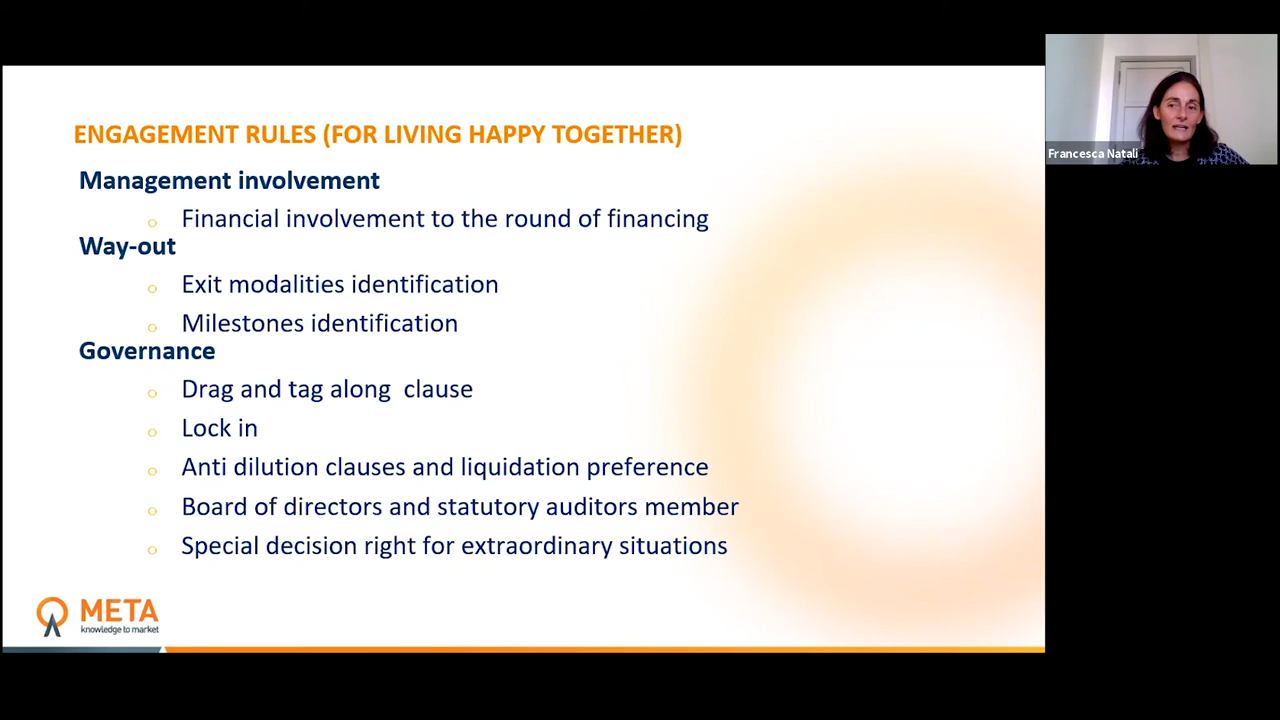 ENGAGEMENT RULES (FOR LIVING HAPPY TOGETHER)
Management involvement
Financial involvement to the round of financing
Way-out
Exit modalities identification
Milestones identification
Governance
Drag and tag along clause
Lock in
Anti dilution clauses and liquidation preference
Board of directors and statutory auditors member
Special decision right for extraordinary situations
META
knowledge to market
Francesca Natali